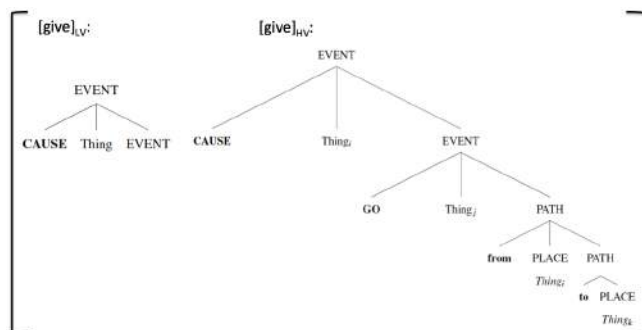 [give]LV: [give]HV:
EVENT
EVENT
CAUSE Thing EVENT
CAUSE Thingᵢ EVENT
GO Thingⱼ PATH
from PLACE PATH
Thingᵢ
to PLACE
Thingₖ